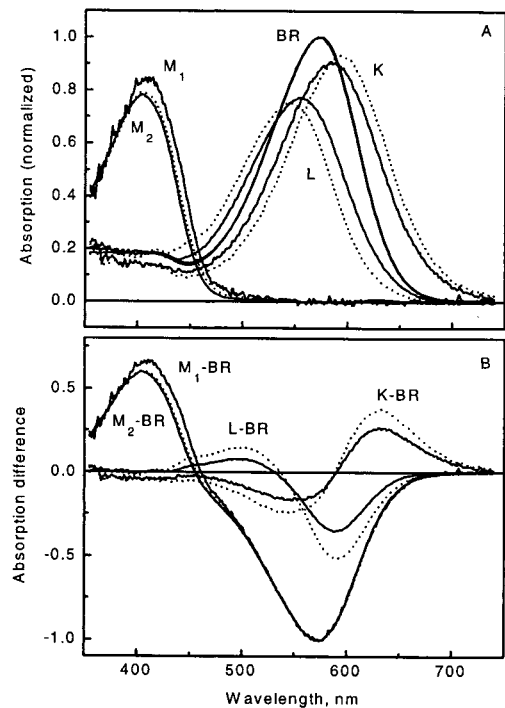 A
1.0
0.8
0.6
0.4
0.2
0.0
Absorption (normalized)
M1
M2
BR
K
L
B
0.5
0.0
-0.5
-1.0
Absorption difference
M1-BR
M2-BR
L-BR
K-BR
400
500
600
700
Wavelength, nm